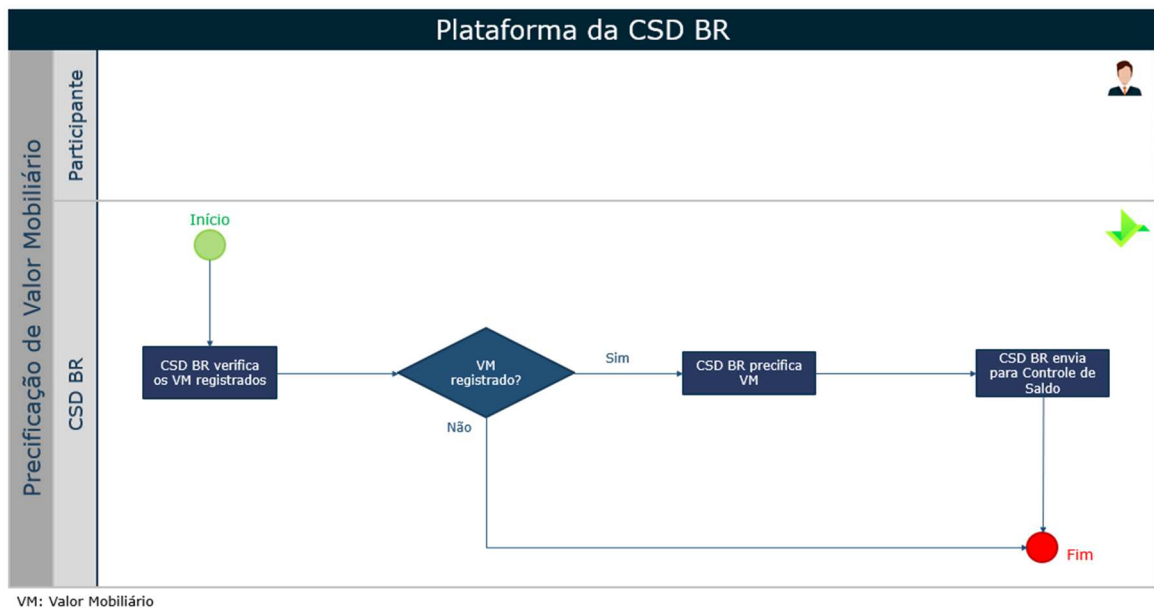 Plataforma da CSD BR
Precificação de Valor Mobiliário
Participante
CSD BR
Início
CSD BR verifica
os VM registrados
VM
registrado?
Sim
Não
CSD BR precifica
VM
CSD BR envia
para Controle de
Saldo
Fim
VM: Valor Mobiliário